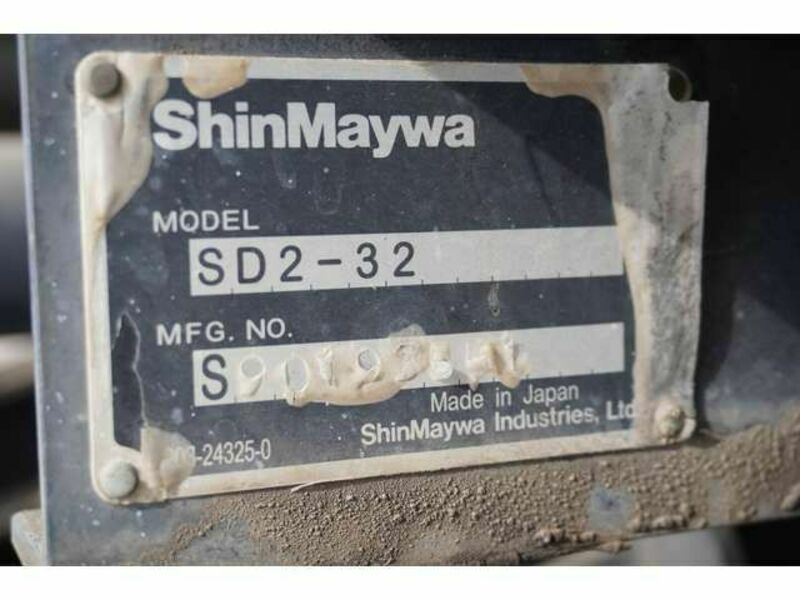 ShinMaywa
MODEL
SD2-32
MFG. NO.
Made in Japan
ShinMaywa Industries, Ltd